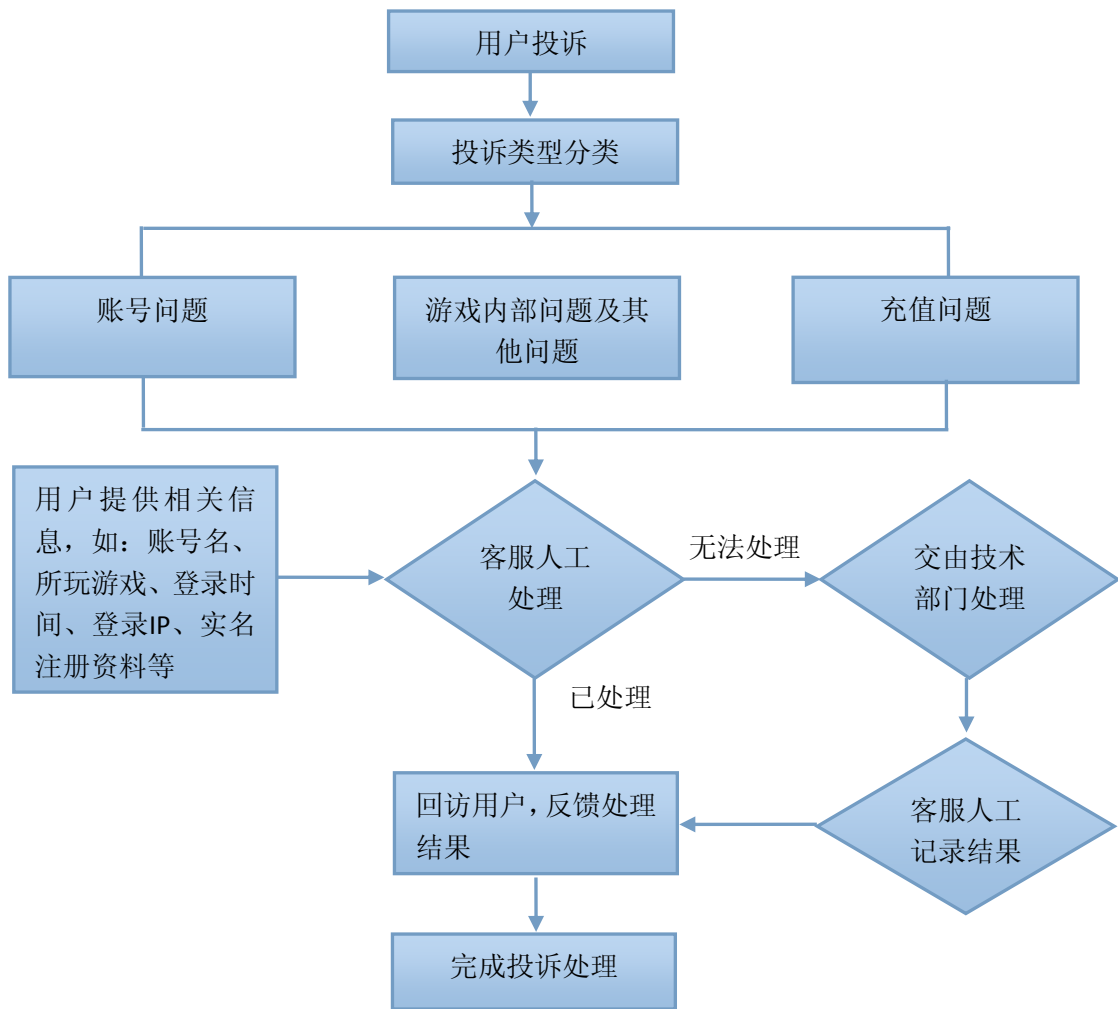 用户投诉
投诉类型分类
账号问题
游戏内部问题及其
他问题
充值问题
用户提供相关信
息，如：账号名、
所玩游戏、登录时
间、登录IP、实名
注册资料等
客服人工
处理
无法处理
交由技术
部门处理
已处理
回访用户，反馈处理
结果
客服人工
记录结果
完成投诉处理